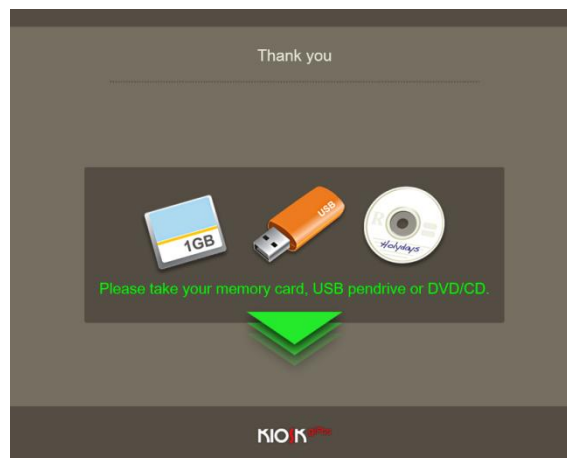 Thank you
1GB
USB
Holydays
Please take your memory card, USB pendrive or DVD/CD.
KIOSK